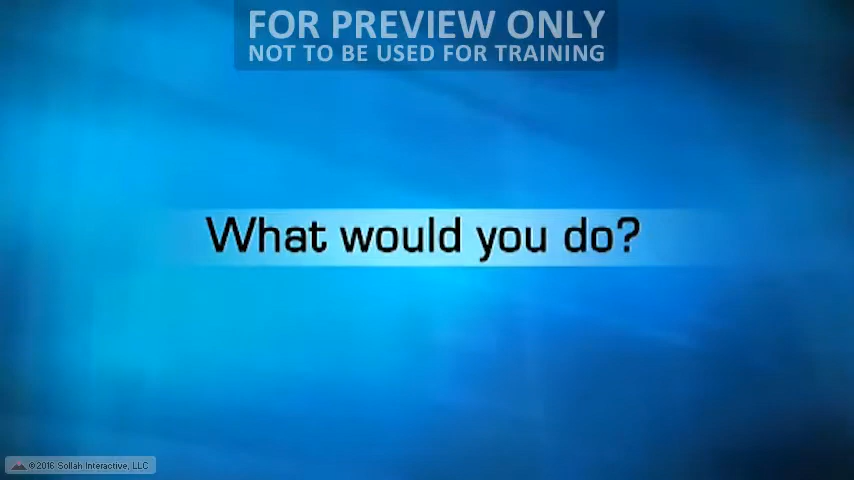 FOR PREVIEW ONLY
NOT TO BE USED FOR TRAINING
What would you do?
©2016 Sollah Interactive, LLC